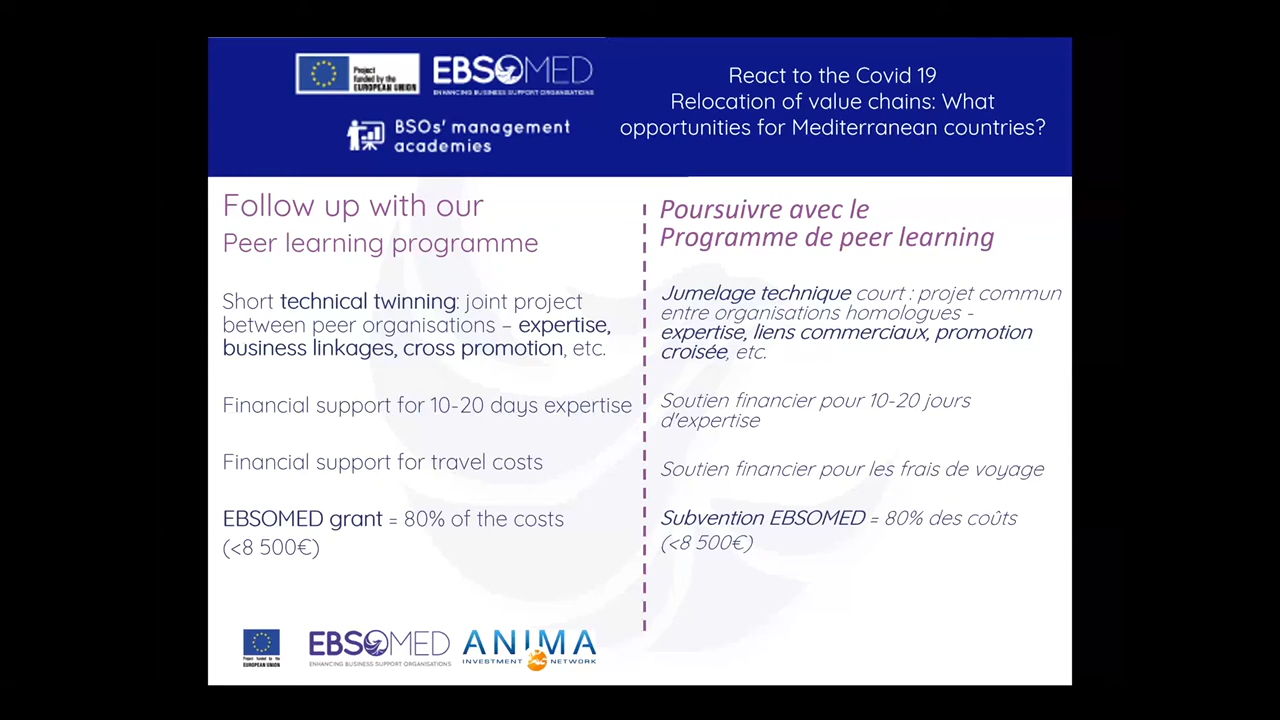 Project
funded by the
EUROPEAN UNION
EBSOMED
ENHANCING BUSINESS SUPPORT ORGANISATIONS
BSOs' management
academies
React to the Covid 19
Relocation of value chains: What
opportunities for Mediterranean countries?
Follow up with our
Peer learning programme
Short technical twinning: joint project
between peer organisations – expertise,
business linkages, cross promotion, etc.
Financial support for 10-20 days expertise
Financial support for travel costs
EBSOMED grant = 80% of the costs
(<8 500€)
Poursuivre avec le
Programme de peer learning
Jumelage technique court : projet commun
entre organisations homologues -
expertise, liens commerciaux, promotion
croisée, etc.
Soutien financier pour 10-20 jours
d'expertise
Soutien financier pour les frais de voyage
Subvention EBSOMED = 80% des coûts
(<8 500€)
Project funded by the
EUROPEAN UNION
EBSOMED
ENHANCING BUSINESS SUPPORT ORGANISATIONS
ANIMA
INVESTMENT NETWORK